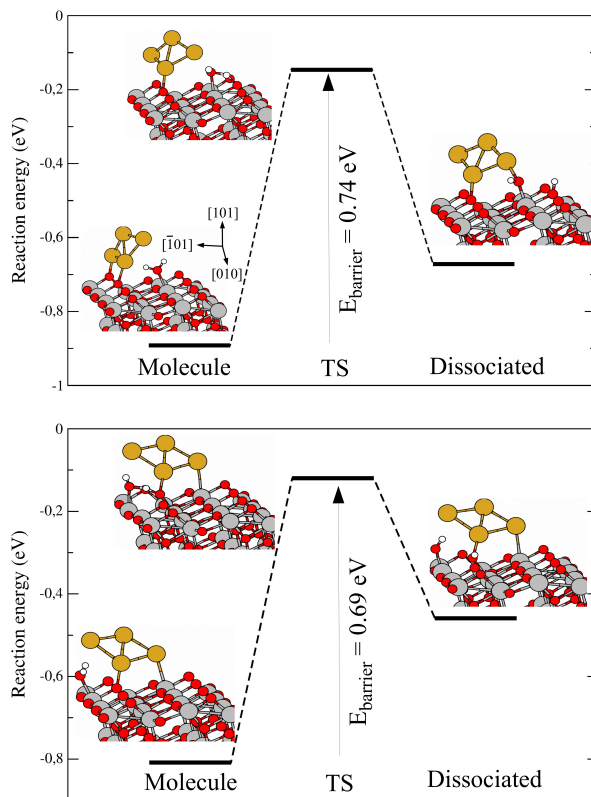 0
-0,2
-0,4
-0,6
-0,8
-1
Reaction energy (eV)
[101]
[1̄01]
[010]
E_barrier = 0.74 eV
Molecule
TS
Dissociated
0
-0,2
-0,4
-0,6
-0,8
Reaction energy (eV)
E_barrier = 0.69 eV
Molecule
TS
Dissociated